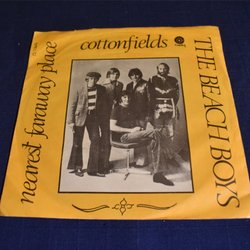 cottonfields
THE BEACH BOYS
nearest faraway place